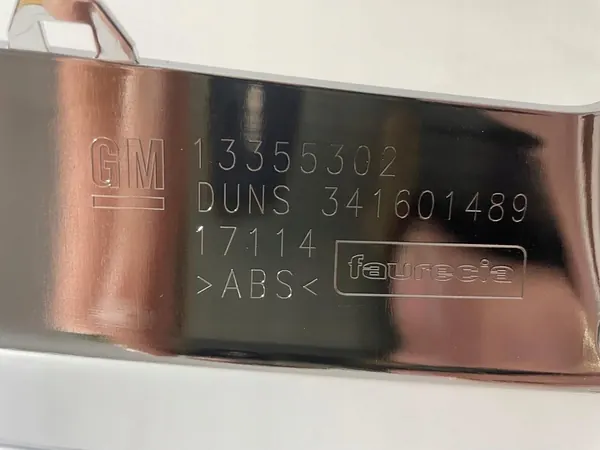 GM 13355302
DUNS 341601489
17114 faurecia
>ABS<